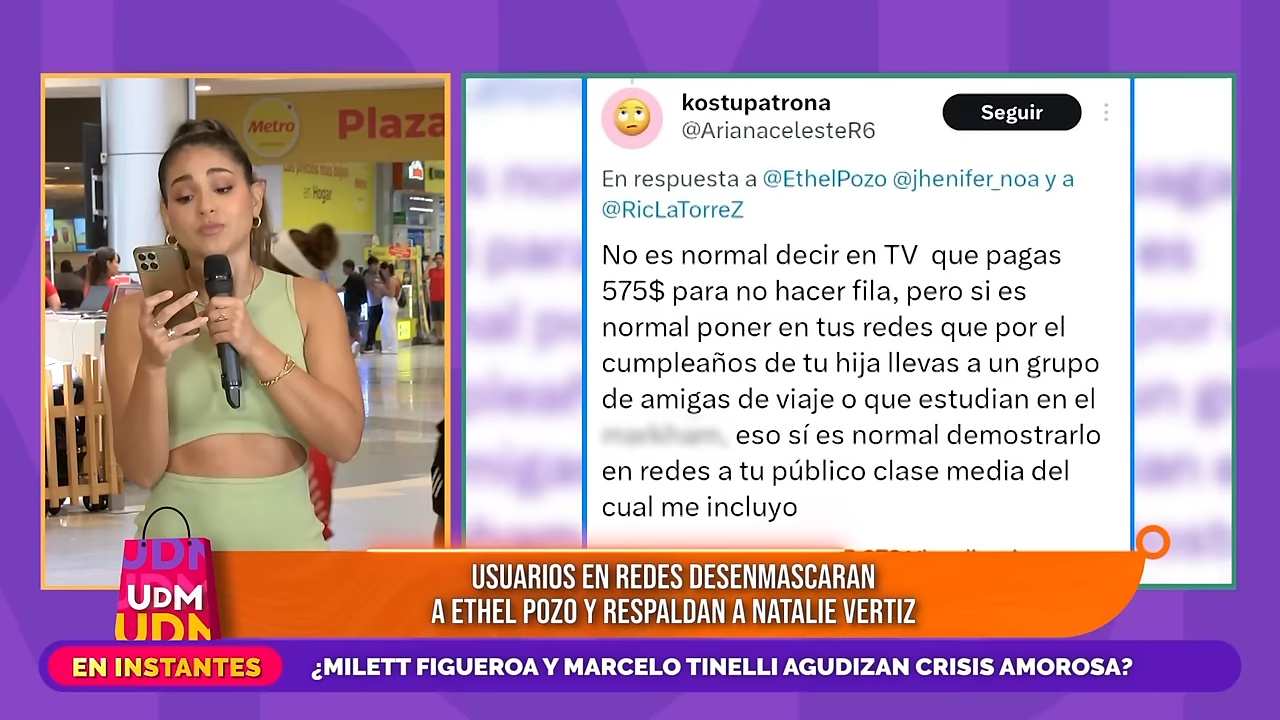 Metro
Plaza
en Hogar
kostupatrona
@ArianacelesteR6
Seguir
En respuesta a @EthelPozo @jhenifer_noa y a
@RicLaTorreZ
No es normal decir en TV que pagas
575$ para no hacer fila, pero si es
normal poner en tus redes que por el
cumpleaños de tu hija llevas a un grupo
de amigas de viaje o que estudian en el
markham, eso sí es normal demostrarlo
en redes a tu público clase media del
cual me incluyo
UDM
UDM
UDM
USUARIOS EN REDES DESENMASCARAN
A ETHEL POZO Y RESPALDAN A NATALIE VERTIZ
EN INSTANTES
¿MILETT FIGUEROA Y MARCELO TINELLI AGUDIZAN CRISIS AMOROSA?